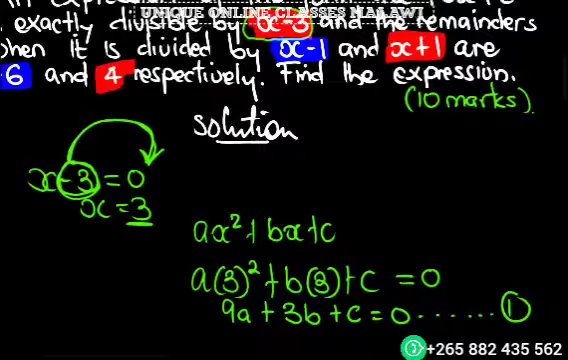 UNIQUE ONLINE CLASSES MALAWI
exactly divisible by x-3 and the remainders
when it is divided by x-1 and x+1 are
6 and 4 respectively. Find the expression.
(10 marks).
solution
x-3=0
x=3
ax²+bx+c
a(3)²+b(3)+c=0
9a+3b+c=0.......①
+265 882 435 562